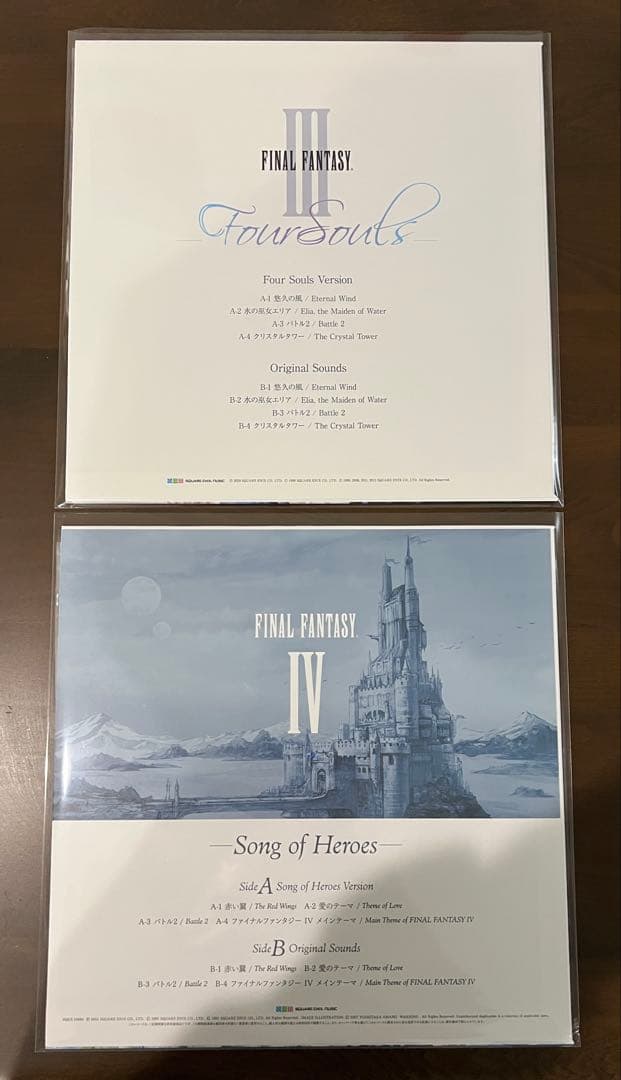 III
FINAL FANTASY®
Four Souls
Four Souls Version
A-1 悠久の風 / Eternal Wind
A-2 水の巫女エリア / Elia, the Maiden of Water
A-3 バトル2 / Battle 2
A-4 クリスタルタワー / The Crystal Tower
Original Sounds
B-1 悠久の風 / Eternal Wind
B-2 水の巫女エリア / Elia, the Maiden of Water
B-3 バトル2 / Battle 2
B-4 クリスタルタワー / The Crystal Tower
SQUARE ENIX MUSIC
FINAL FANTASY®
IV
Song of Heroes
Side A Song of Heroes Version
A-1 赤い翼 / The Red Wings A-2 愛のテーマ / Theme of Love
A-3 バトル2 / Battle 2 A-4 ファイナルファンタジー IV メインテーマ / Main Theme of FINAL FANTASY IV
Side B Original Sounds
B-1 赤い翼 / The Red Wings B-2 愛のテーマ / Theme of Love
B-3 バトル2 / Battle 2 B-4 ファイナルファンタジー IV メインテーマ / Main Theme of FINAL FANTASY IV
SQUARE ENIX MUSIC